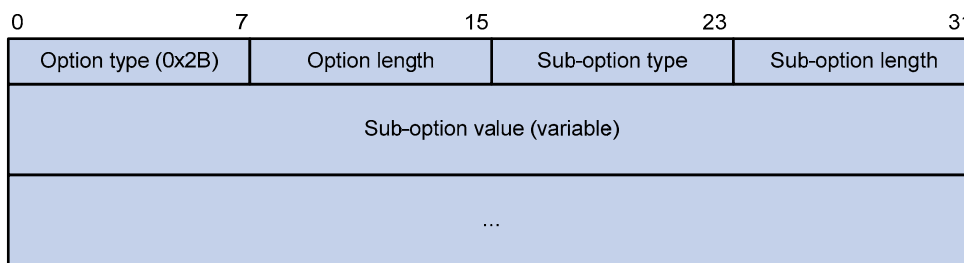 0 7 15 23 31
Option type (0x2B) Option length Sub-option type Sub-option length
Sub-option value (variable)
...